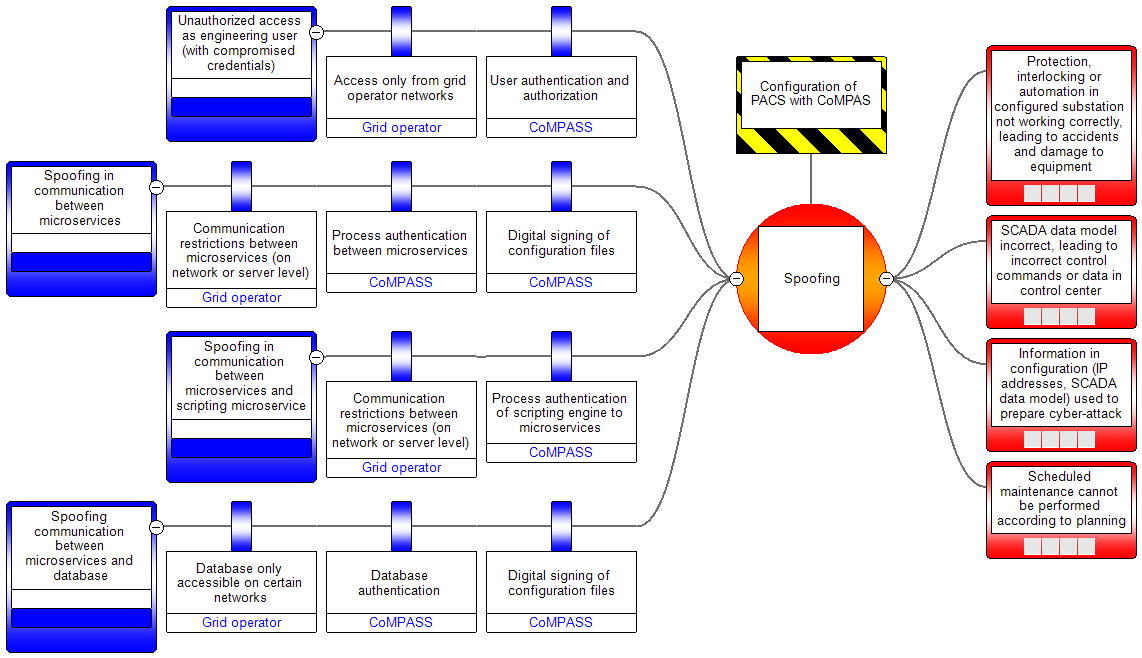 Unauthorized access
as engineering user
(with compromised
credentials)
Access only from grid
operator networks
Grid operator
User authentication and
authorization
CoMPASS
Spoofing in
communication
between
microservices
Communication
restrictions between
microservices (on
network or server level)
Grid operator
Process authentication
between microservices
CoMPASS
Digital signing of
configuration files
CoMPASS
Spoofing in
communication
between
microservices and
scripting microservice
Communication
restrictions between
microservices (on
network or server level)
Grid operator
Process authentication
of scripting engine to
microservices
CoMPASS
Spoofing
communication
between
microservices and
database
Database only
accessible on certain
networks
Grid operator
Database
authentication
CoMPASS
Digital signing of
configuration files
CoMPASS
Configuration of
PACS with CoMPAS
Spoofing
Protection,
interlocking or
automation in
configured substation
not working correctly,
leading to accidents
and damage to
equipment
SCADA data model
incorrect, leading to
incorrect control
commands or data in
control center
Information in
configuration (IP
addresses, SCADA
data model) used to
prepare cyber-attack
Scheduled
maintenance cannot
be performed
according to planning